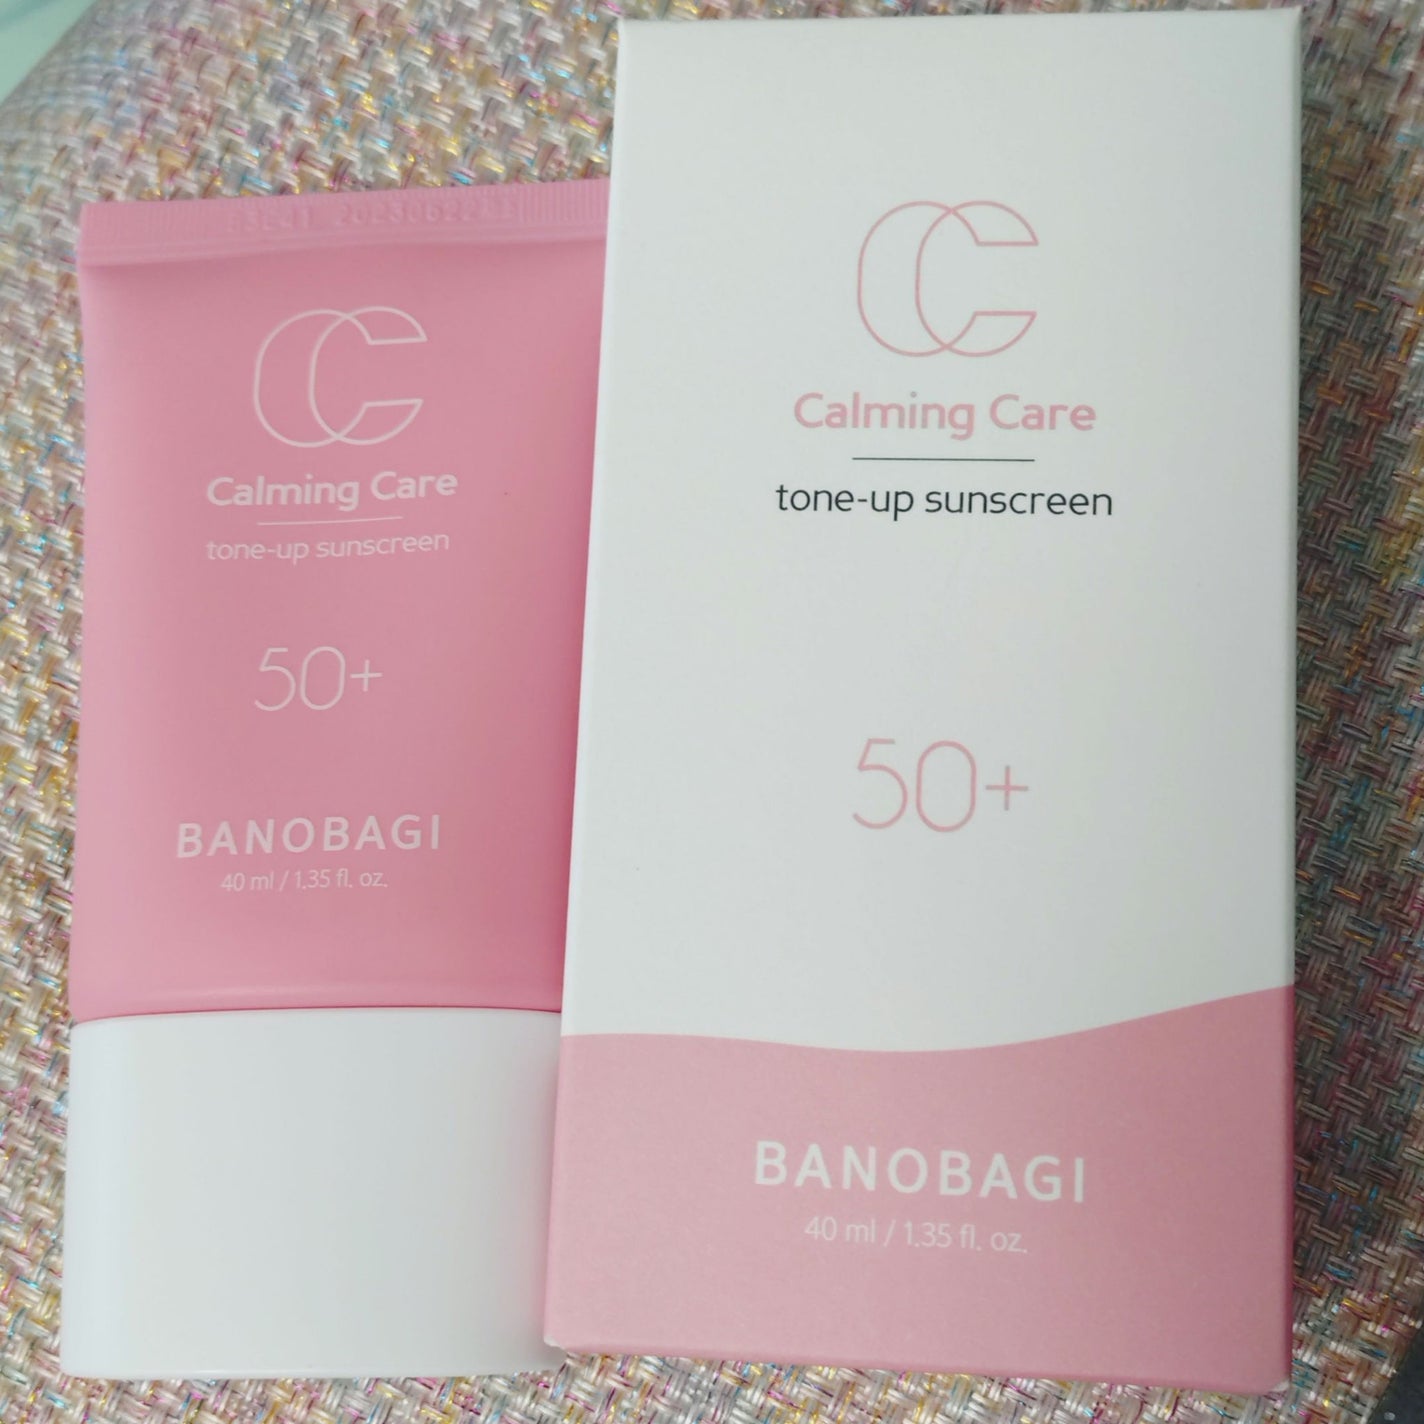 CC
Calming Care
tone-up sunscreen
50+
BANOBAGI
40 ml / 1.35 fl. oz.
CC
Calming Care
tone-up sunscreen
50+
BANOBAGI
40 ml / 1.35 fl. oz.